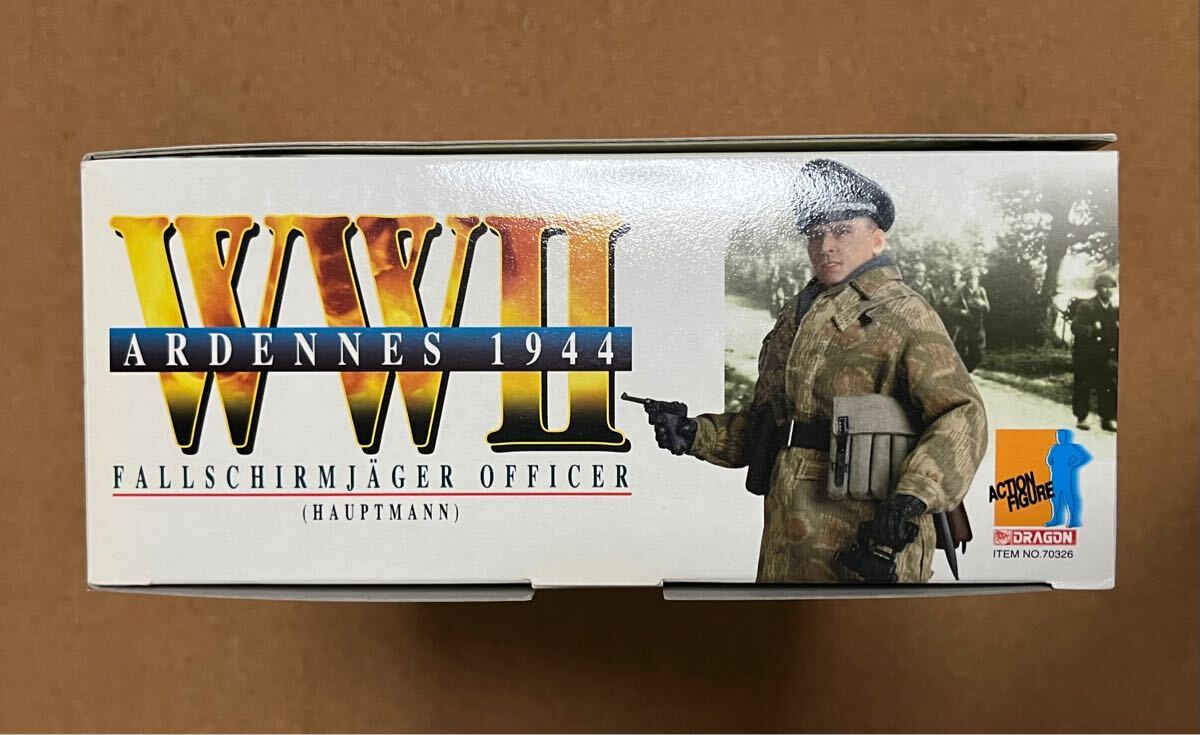 WWII
ARDENNES 1944
FALLSCHIRMJÄGER OFFICER
(HAUPTMANN)
ACTION
FIGURE
DRAGON
ITEM NO.70326